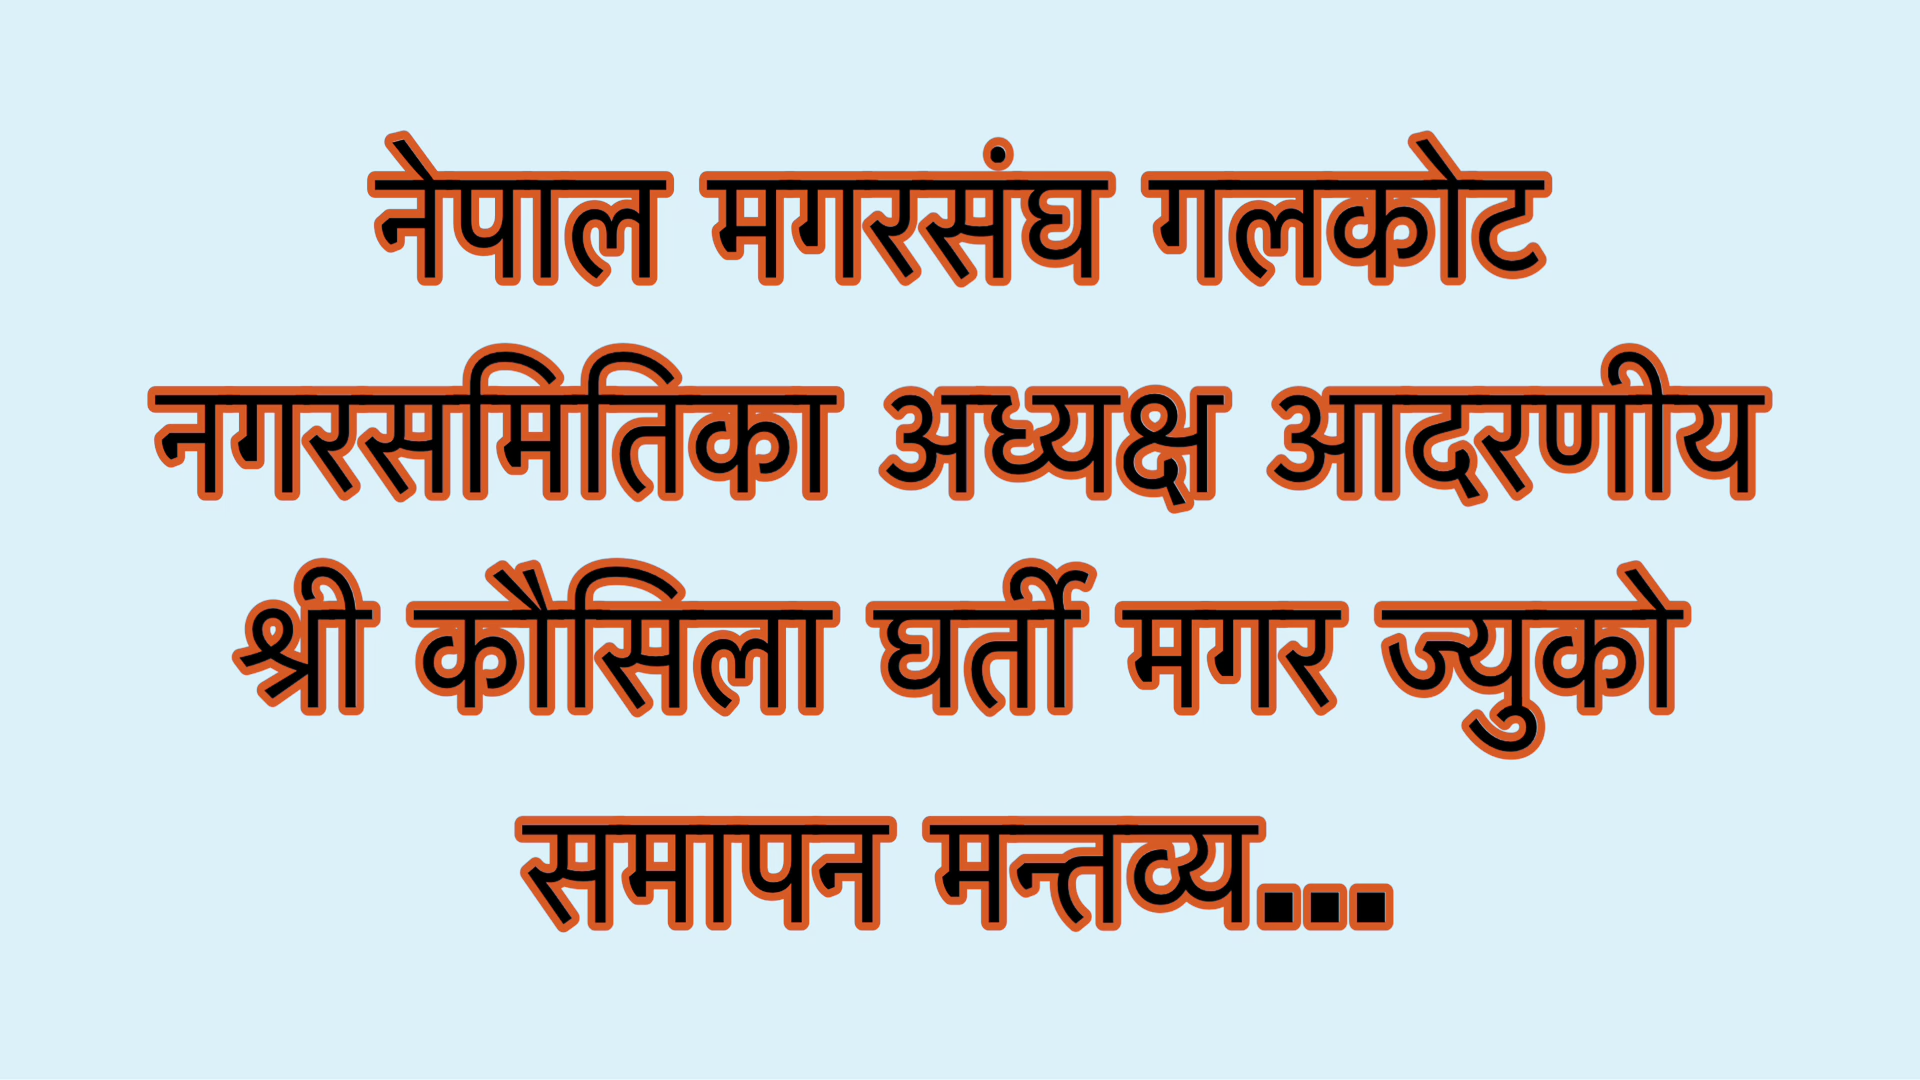 नेपाल मगरसंघ गलकोट
नगरसमितिका अध्यक्ष आदरणीय
श्री कौसिला घर्ती मगर ज्युको
समापन मन्तव्य...